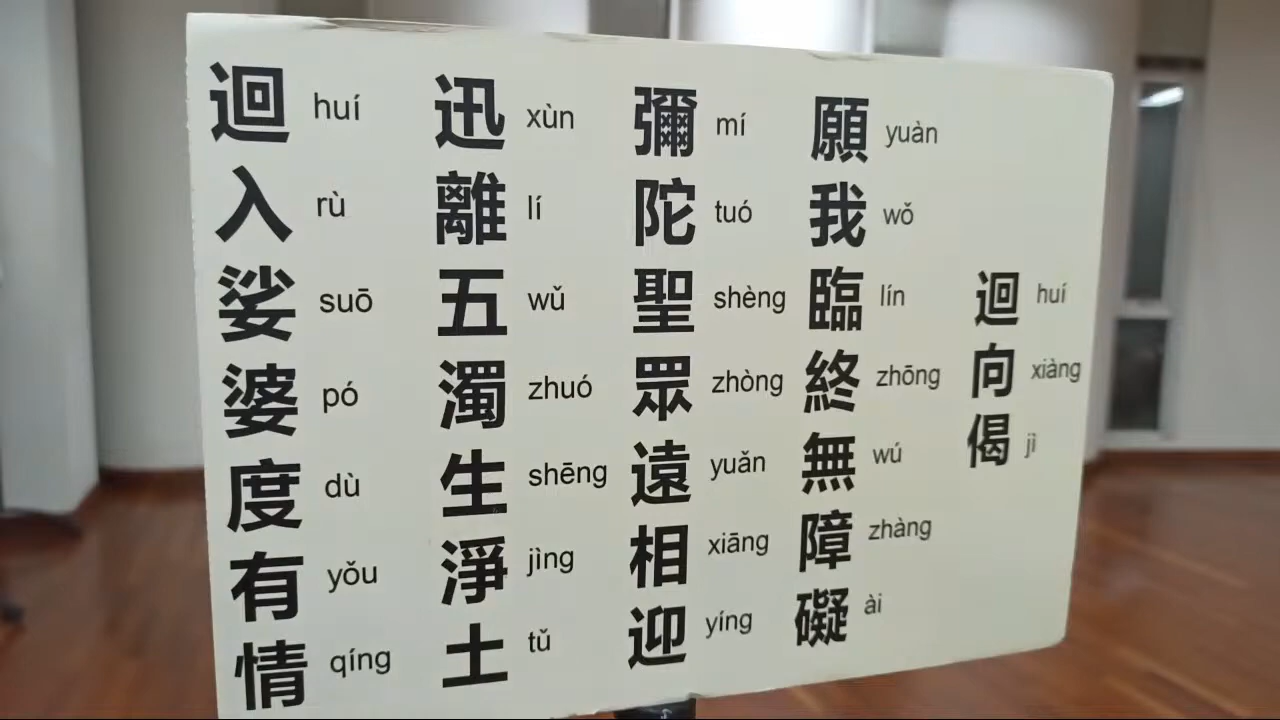 迴 huí 向 xiàng 偈 jì
願 yuàn 我 wǒ 臨 lín 終 zhōng 無 wú 障 zhàng 礙 ài
彌 mí 陀 tuó 聖 shèng 眾 zhòng 遠 yuǎn 相 xiāng 迎 yíng
迅 xùn 離 lí 五 wǔ 濁 zhuó 生 shēng 淨 jìng 土 tǔ
迴 huí 入 rù 娑 suō 婆 pó 度 dù 有 yǒu 情 qíng